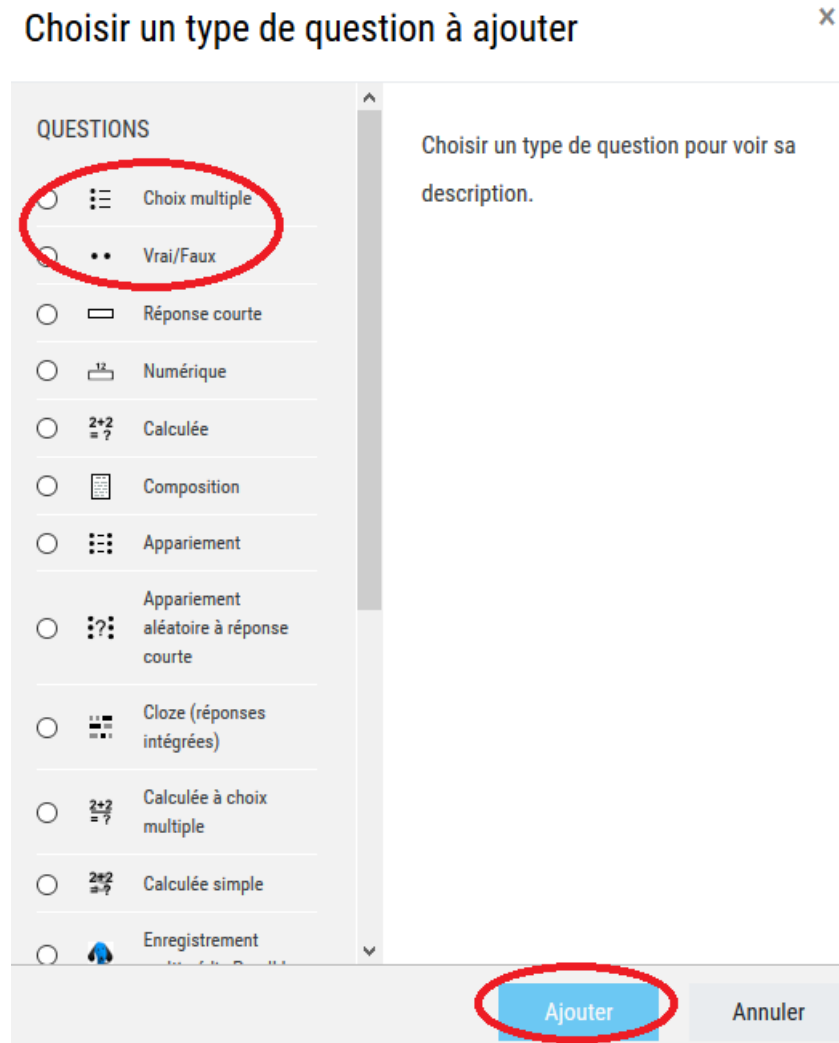 Choisir un type de question à ajouter
×
QUESTIONS
Choix multiple
Vrai/Faux
Réponse courte
12
Numérique
2+2
= ?
Calculée
Composition
Appariement
?
Appariement
aléatoire à réponse
courte
Cloze (réponses
intégrées)
2+2
= ?
Calculée à choix
multiple
2+2
= ?
Calculée simple
Enregistrement
Choisir un type de question pour voir sa
description.
Ajouter
Annuler